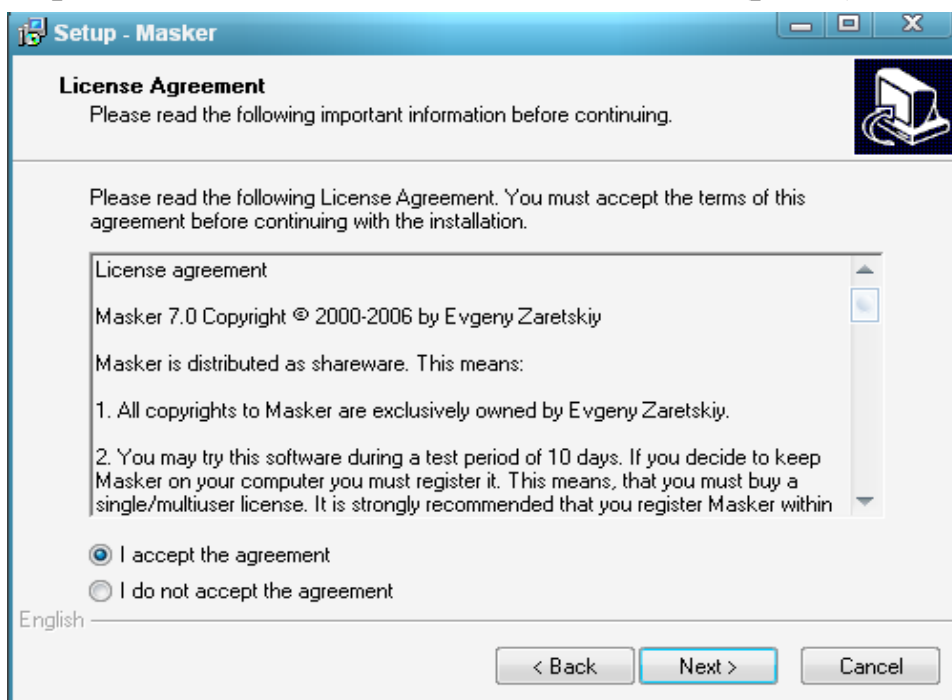 Setup - Masker
License Agreement
Please read the following important information before continuing.
Please read the following License Agreement. You must accept the terms of this
agreement before continuing with the installation.
License agreement
Masker 7.0 Copyright © 2000-2006 by Evgeny Zaretskiy
Masker is distributed as shareware. This means:
1. All copyrights to Masker are exclusively owned by Evgeny Zaretskiy.
2. You may try this software during a test period of 10 days. If you decide to keep
Masker on your computer you must register it. This means, that you must buy a
single/multiuser license. It is strongly recommended that you register Masker within
I accept the agreement
I do not accept the agreement
English
< Back
Next >
Cancel